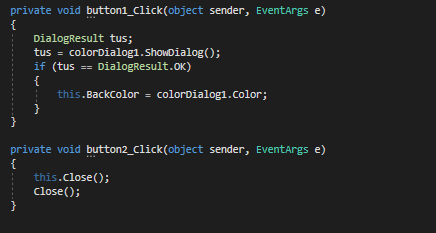 private void button1_Click(object sender, EventArgs e)
{
    DialogResult tus;
    tus = colorDialog1.ShowDialog();
    if (tus == DialogResult.OK)
    {
        this.BackColor = colorDialog1.Color;
    }
}

private void button2_Click(object sender, EventArgs e)
{
    this.Close();
    Close();
}